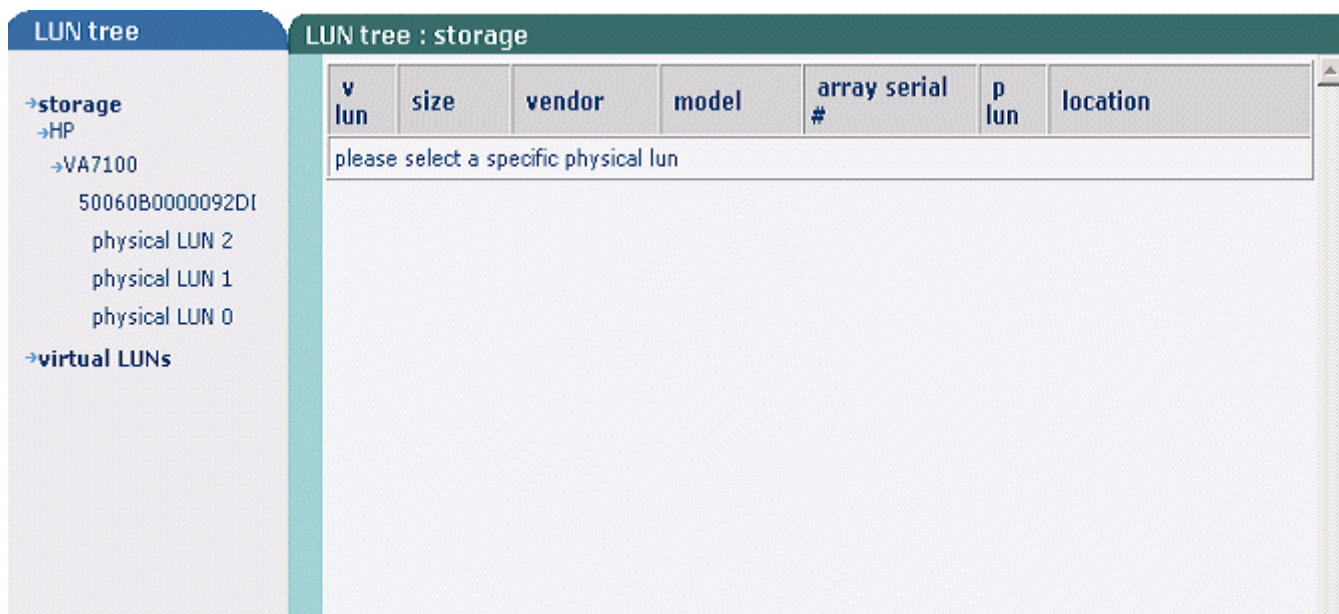 LUN tree
LUN tree : storage
storage
HP
VA7100
50060B0000092D
physical LUN 2
physical LUN 1
physical LUN 0
virtual LUNs
v lun size vendor model array serial # p lun location
please select a specific physical lun